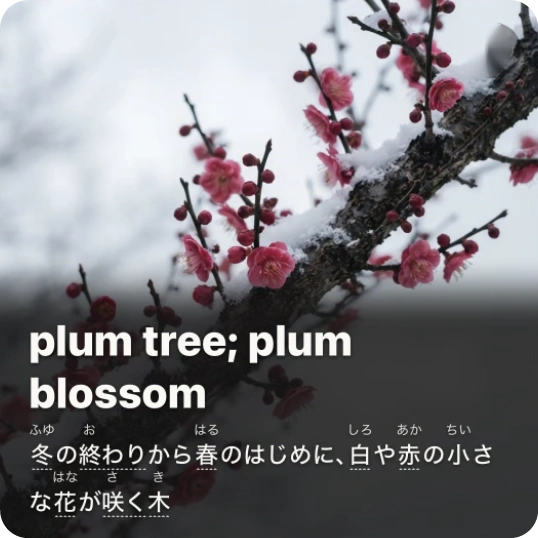 plum tree; plum
blossom
ふゆ お はる しろ あか ちい
冬の終わりから春のはじめに、白や赤の小さ
はな さ き
な花が咲く木